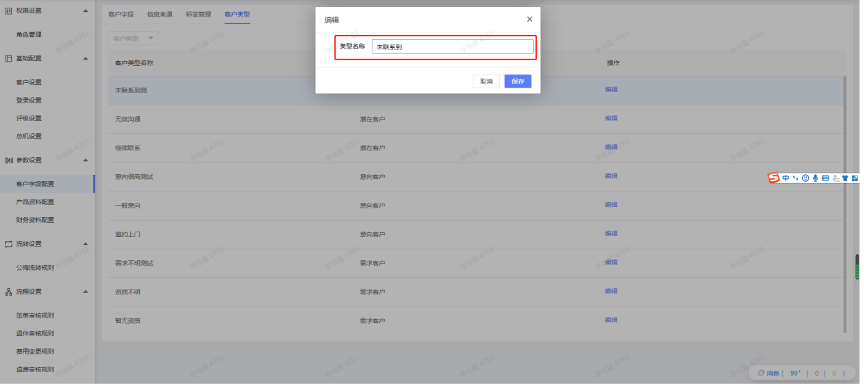 权限设置
角色管理
基础配置
客户设置
登录设置
评级设置
总机设置
参数设置
客户字段配置
产品资料配置
财务资料配置
流转设置
公海流转规则
流程设置
签单审核规则
退件审核规则
费用变更规则
退款审核规则
客户字段 信息来源 标签管理 客户类型
客户类型
客户类型名称 操作
未联系到测 编辑
无效沟通 潜在客户 编辑
继续联系 潜在客户 编辑
意向很高测试 意向客户 编辑
一般意向 意向客户 编辑
邀约上门 意向客户 编辑
需求不明测试 需求客户 编辑
资质不明 需求客户 编辑
暂无资质 需求客户 编辑
编辑 ×
类型名称 未联系到
取消 保存
中
消息 ( 99+ | 0 | 0 )